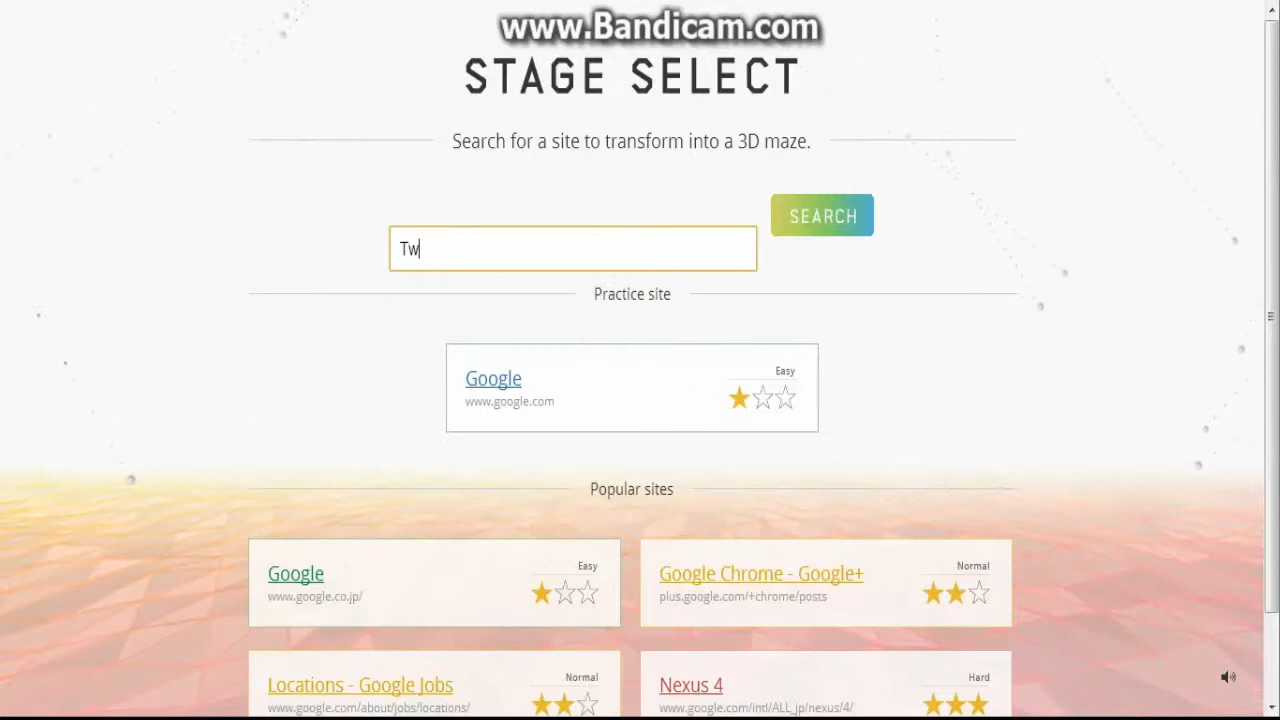 www.Bandicam.com
STAGE SELECT
Search for a site to transform into a 3D maze.
SEARCH
Tw
Practice site
Google
www.google.com
Easy
Popular sites
Google
www.google.co.jp/
Easy
Google Chrome - Google+
plus.google.com/+chrome/posts
Normal
Locations - Google Jobs
www.google.com/about/jobs/locations/
Normal
Nexus 4
www.google.com/intl/ALL_jp/nexus/4/
Hard